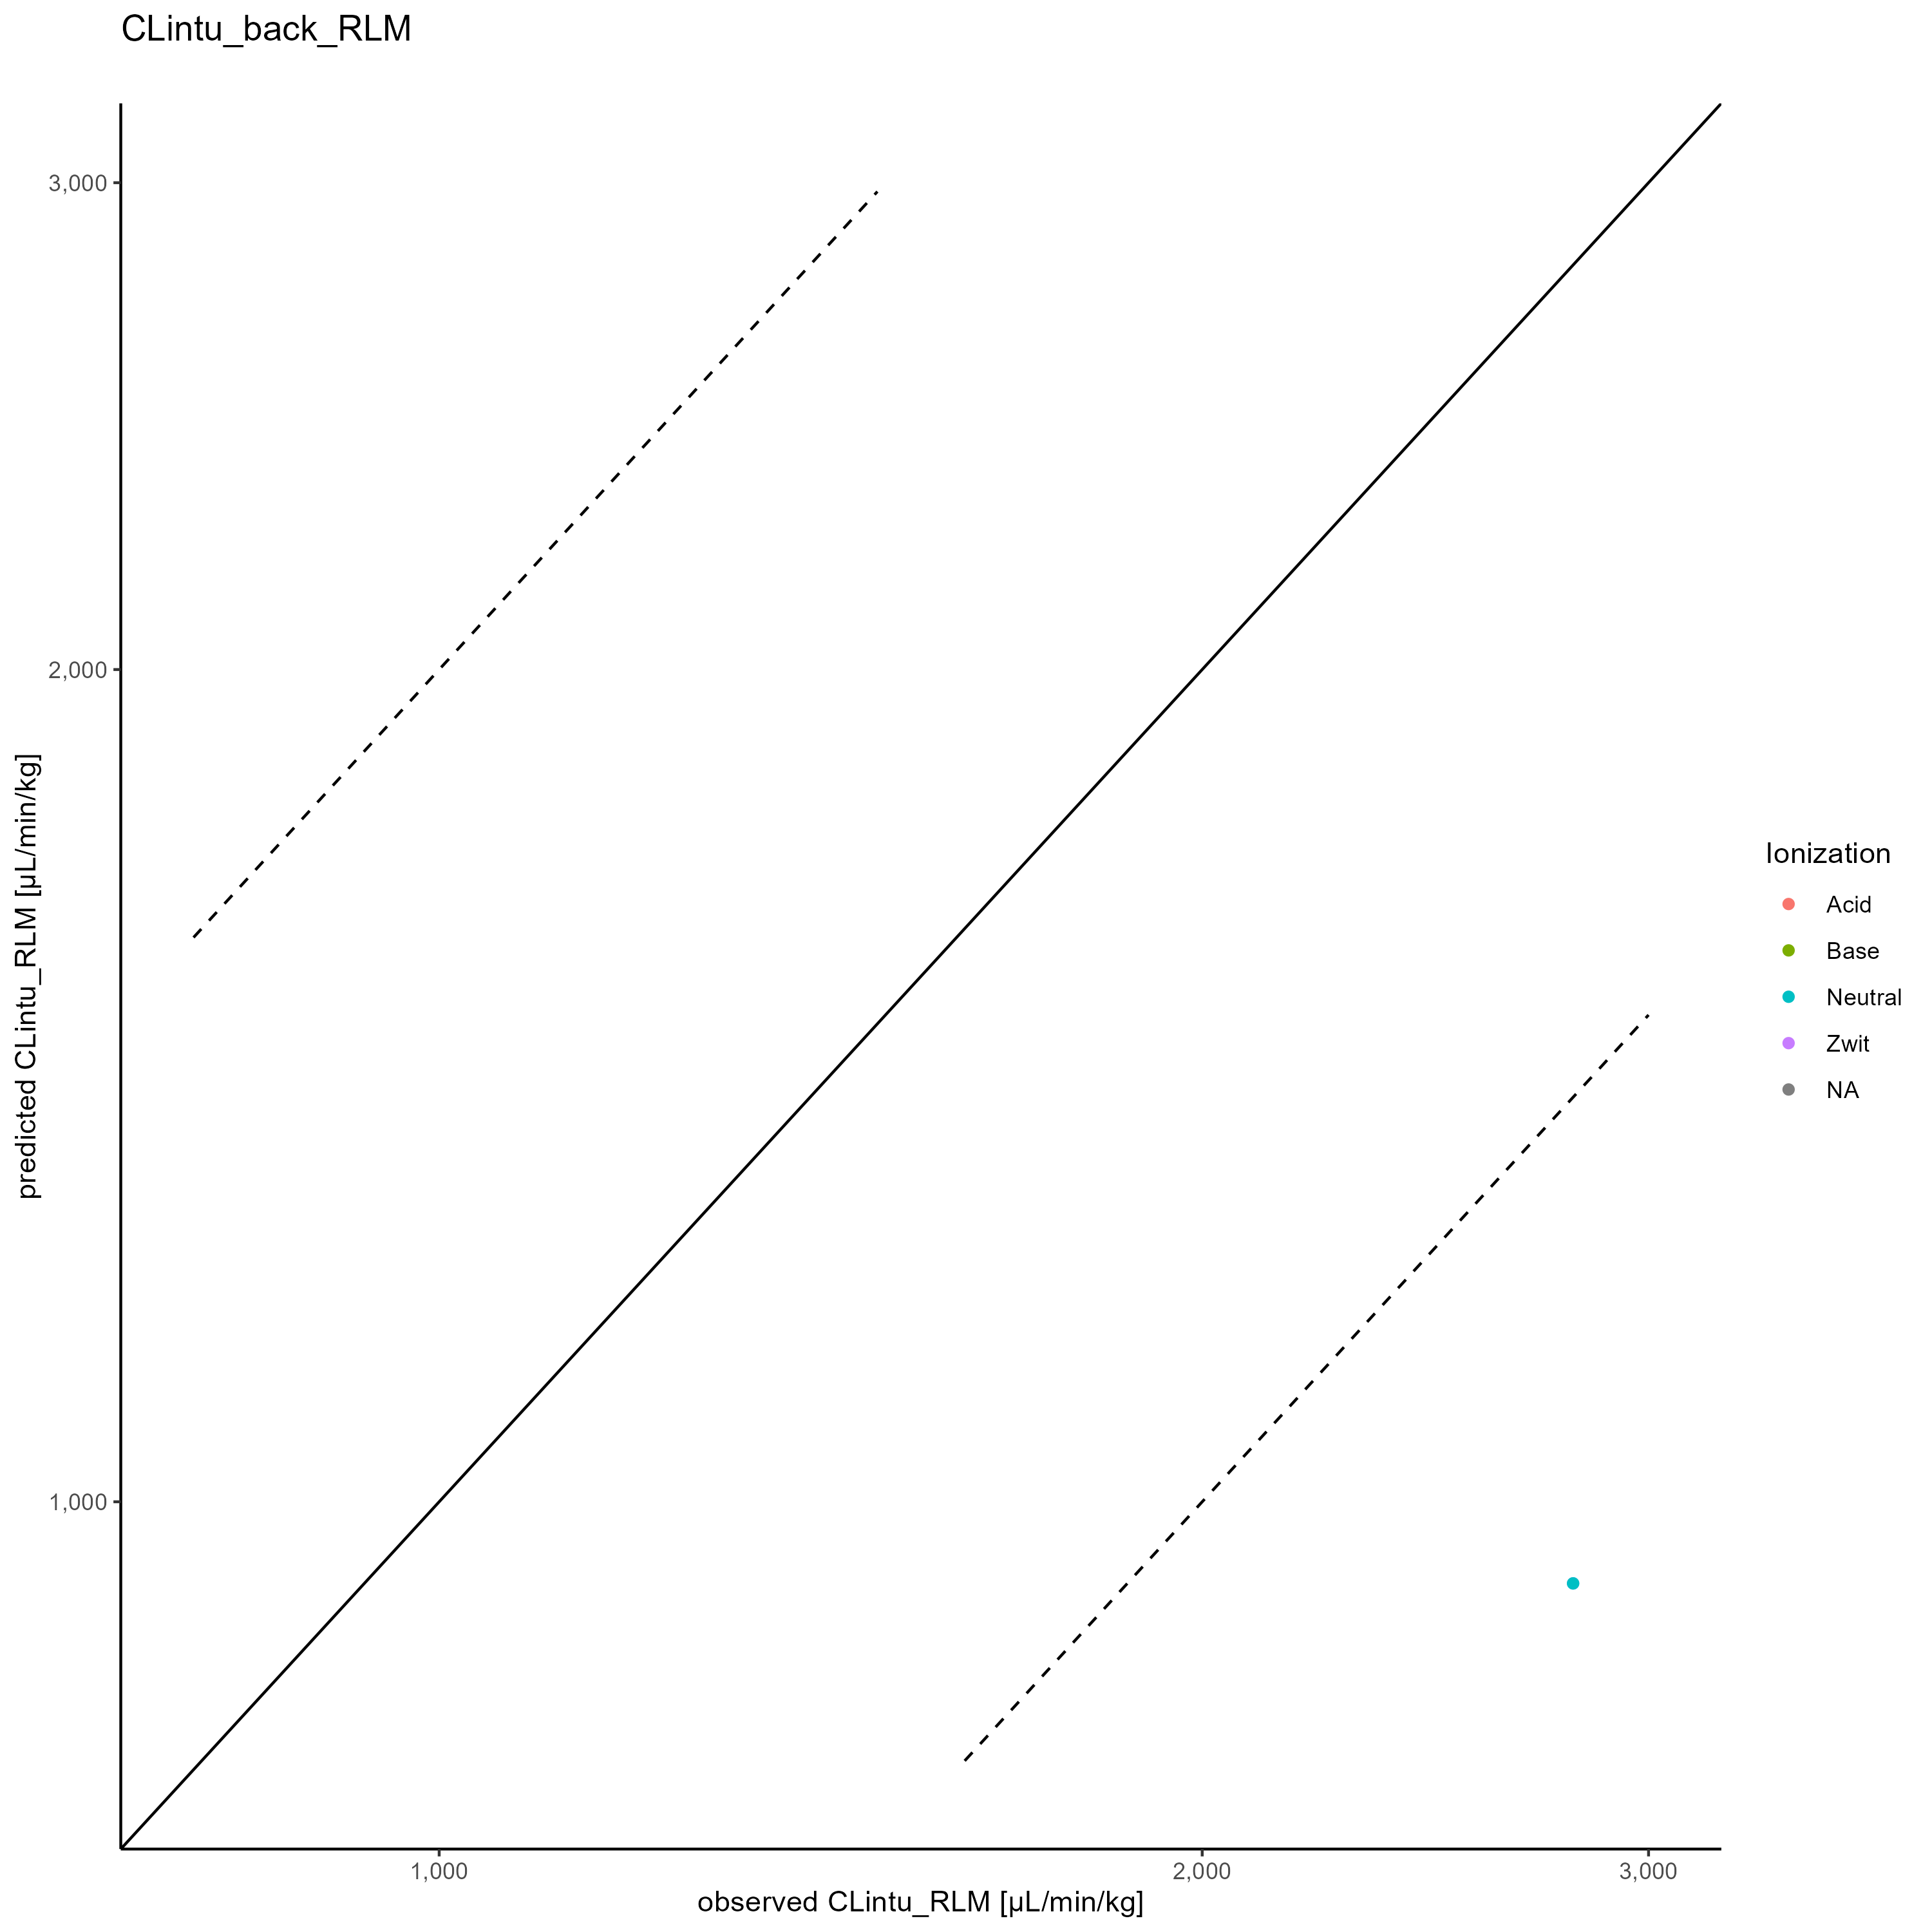 CLintu_back_RLM
3,000
2,000
1,000
predicted CLintu_RLM [µL/min/kg]
1,000
2,000
3,000
observed CLintu_RLM [µL/min/kg]
Ionization
Acid
Base
Neutral
Zwit
NA